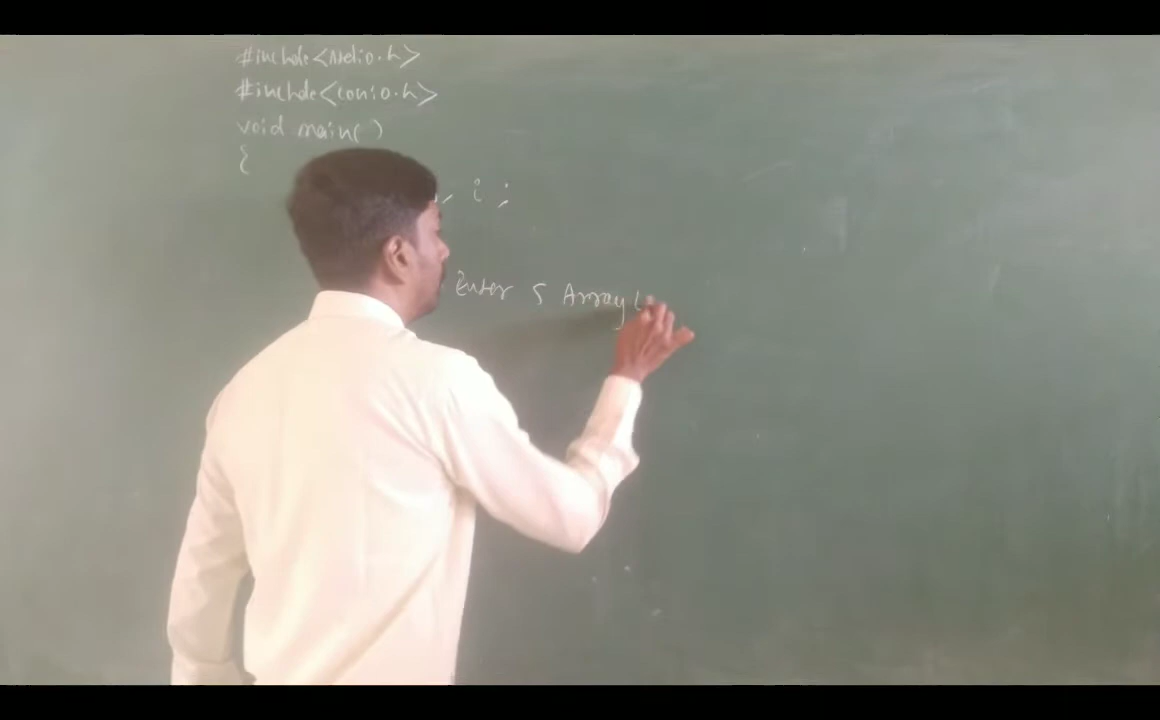 #include<stdio.h>
#include<conio.h>
void main( )
{
, i ;
Enter 5 Array